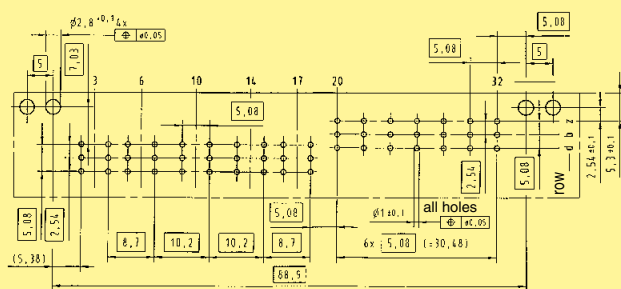 ø2,8 +0,1 4x
⌖ ø0,05
5,08
5
7,03
5,08
5
3 6 10 14 17 20 32
5,08
z
b
d
row
2,54±0,1
5,3±0,1
2,54
5,08
5,08
2,54
5,08
ø1±0,1 all holes
⌖ ø0,05
8,7 10,2 10,2 8,7
6x 5,08 (=30,48)
(5,38)
88,9